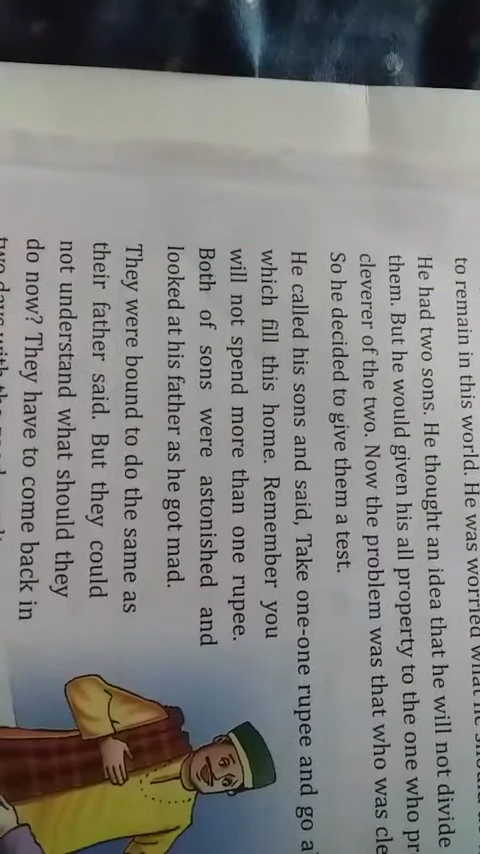 to remain in this world. He was worried what he
He had two sons. He thought an idea that he will not divide
them. But he would given his all property to the one who
cleverer of the two. Now the problem was that who was
So he decided to give them a test.
He called his sons and said, Take one-one rupee and go
which fill this home. Remember you
will not spend more than one rupee.
Both of sons were astonished and
looked at his father as he got mad.
They were bound to do the same as
their father said. But they could
not understand what should they
do now? They have to come back in
two days with the